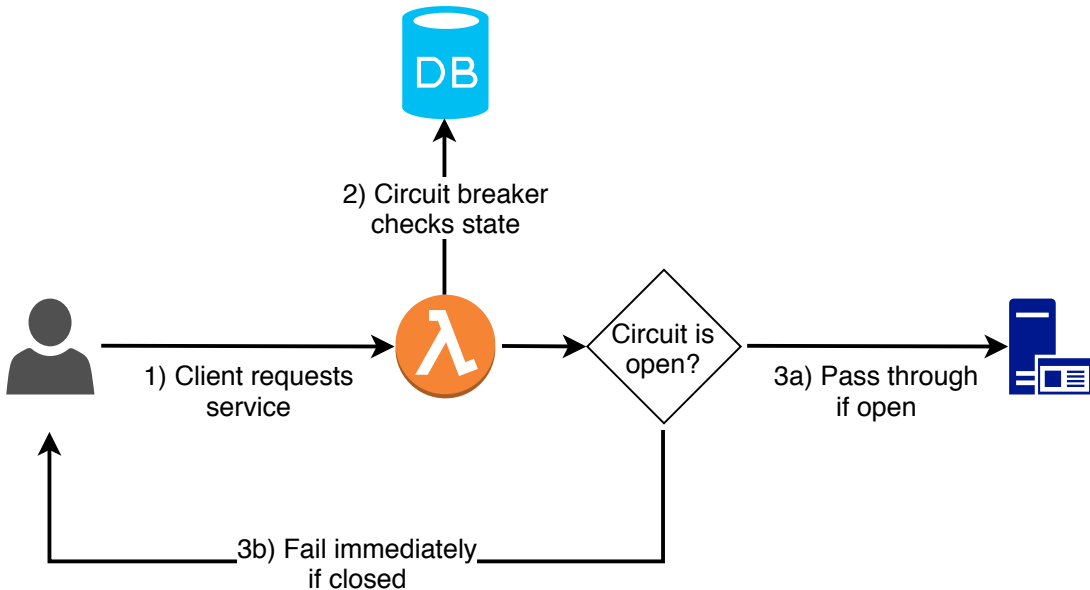 DB
2) Circuit breaker
checks state
Circuit is
open?
1) Client requests
service
3a) Pass through
if open
3b) Fail immediately
if closed